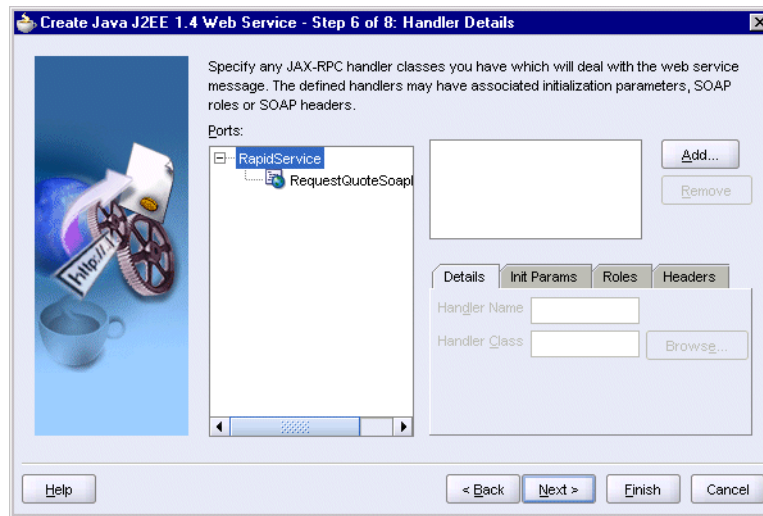 Create Java J2EE 1.4 Web Service - Step 6 of 8: Handler Details
Specify any JAX-RPC handler classes you have which will deal with the web service
message. The defined handlers may have associated initialization parameters, SOAP
roles or SOAP headers.
Ports:
RapidService
RequestQuoteSoapl
Add...
Remove
http://
Details Init Params Roles Headers
Handler Name
Handler Class
Browse...
Help
< Back Next > Finish Cancel